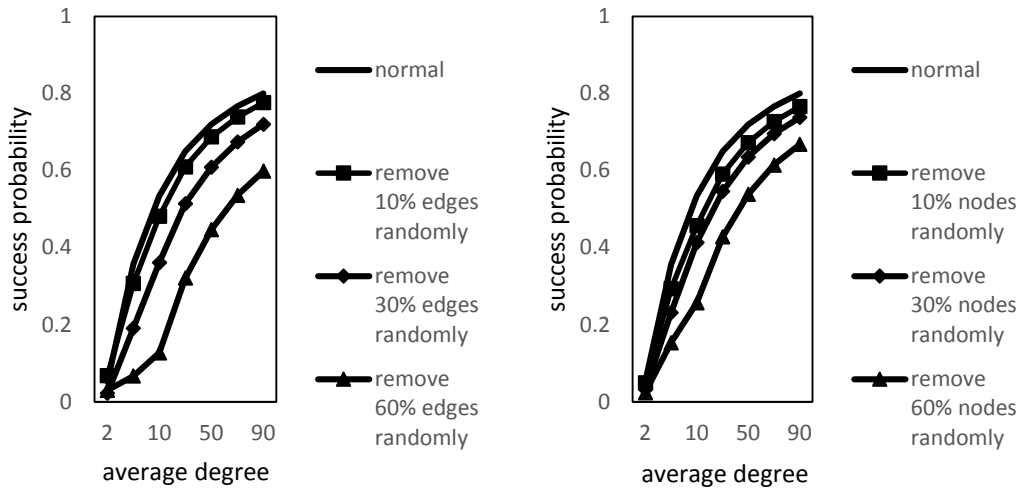 1
0.8
0.6
0.4
0.2
0
success probability
2 10 50 90
average degree
normal
remove
10% edges
randomly
remove
30% edges
randomly
remove
60% edges
randomly
1
0.8
0.6
0.4
0.2
0
success probability
2 10 50 90
average degree
normal
remove
10% nodes
randomly
remove
30% nodes
randomly
remove
60% nodes
randomly